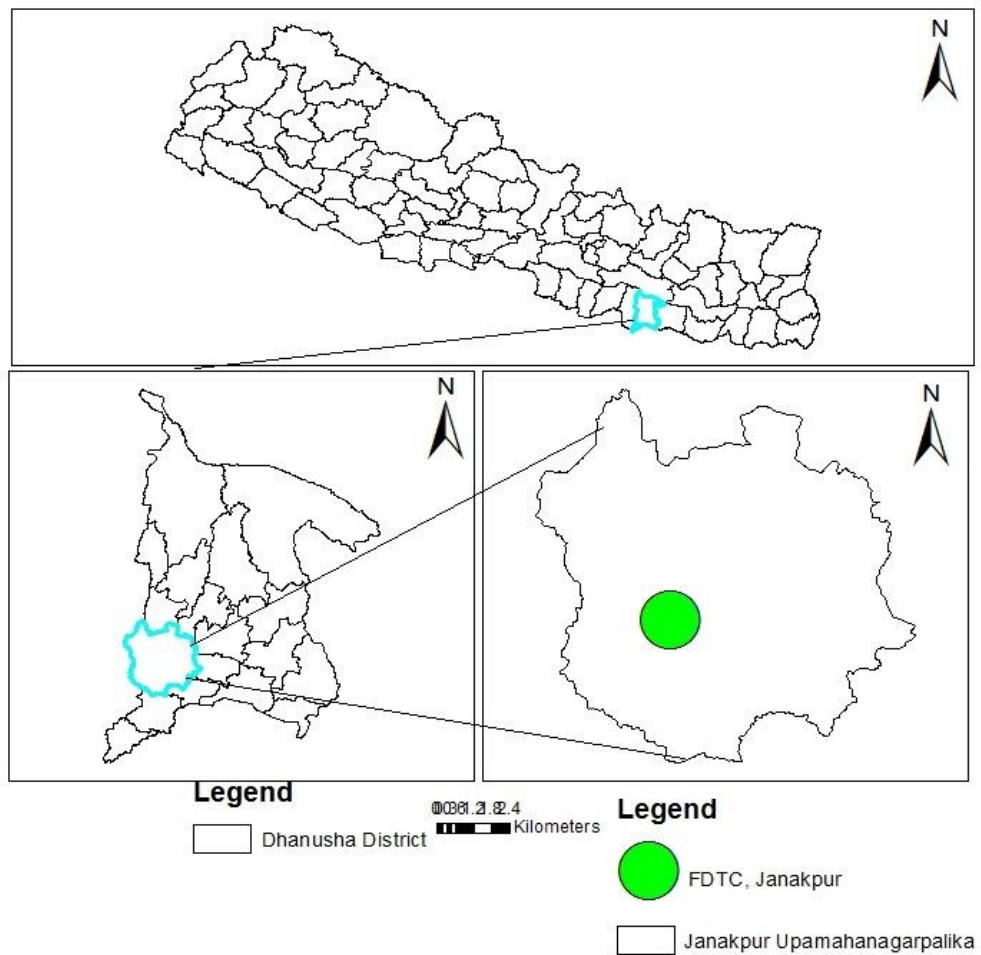 N
N
N
Legend
Dhanusha District
Kilometers
Legend
FDTC, Janakpur
Janakpur Upamahanagarpalika